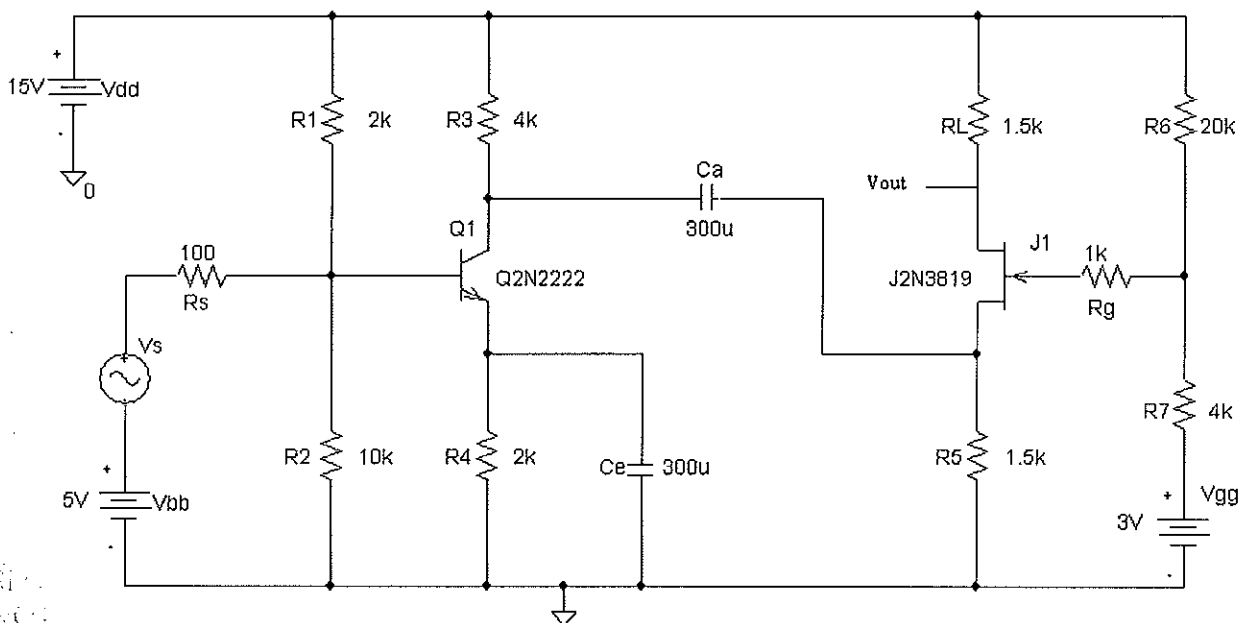 +
15V Vdd
-
0
R1 2k
R3 4k
RL 1.5k
R6 20k
Ca
300u
Vout
Q1
Q2N2222
J1
J2N3819
1k
Rg
100
Rs
Vs
+
+
5V Vbb
-
R2 10k
R4 2k
Ce 300u
R5 1.5k
R7 4k
+
Vgg
3V
-